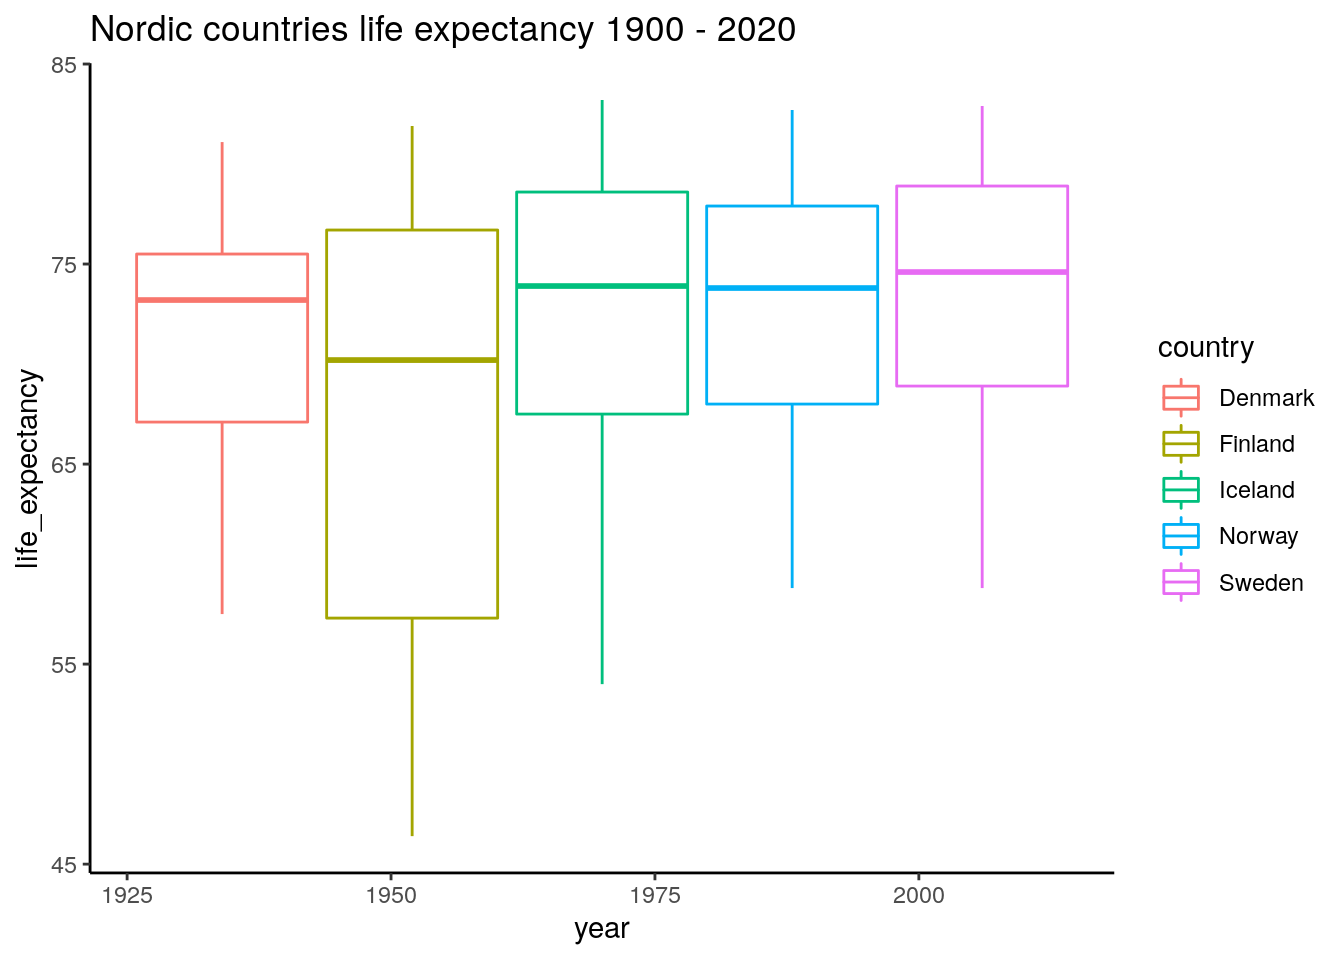 Nordic countries life expectancy 1900 - 2020
85
75
65
55
45
life_expectancy
1925
1950
1975
2000
year
country
Denmark
Finland
Iceland
Norway
Sweden